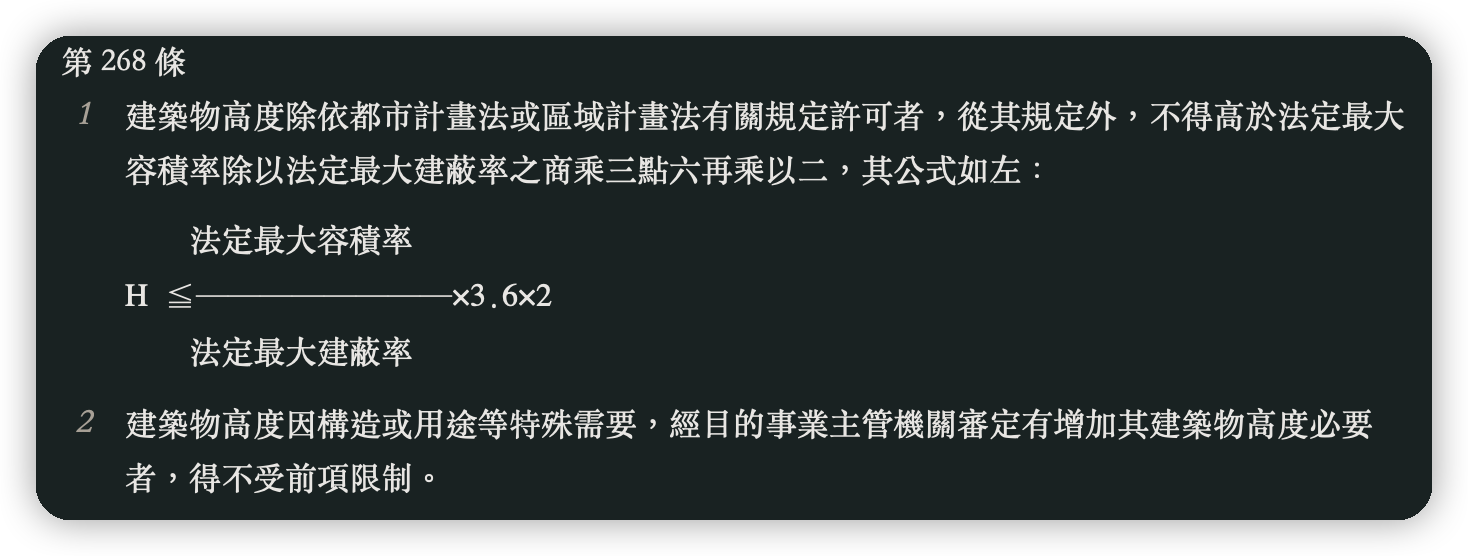 第 268 條
1 建築物高度除依都市計畫法或區域計畫法有關規定許可者，從其規定外，不得高於法定最大
容積率除以法定最大建蔽率之商乘三點六再乘以二，其公式如左：
法定最大容積率
H ≦────────×3.6×2
法定最大建蔽率
2 建築物高度因構造或用途等特殊需要，經目的事業主管機關審定有增加其建築物高度必要
者，得不受前項限制。